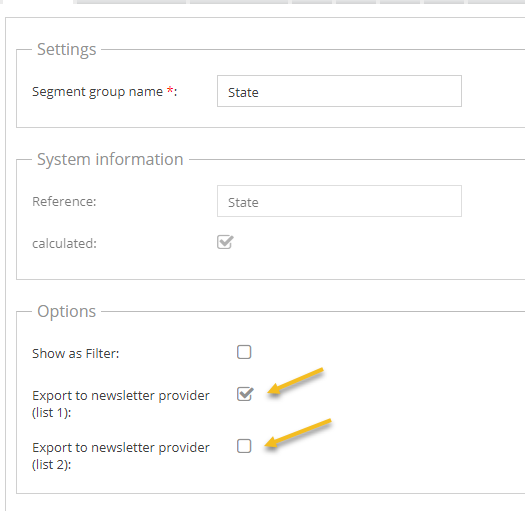 Settings
Segment group name *:
State
System information
Reference:
State
calculated:
Options
Show as Filter:
Export to newsletter provider
(list 1):
Export to newsletter provider
(list 2):